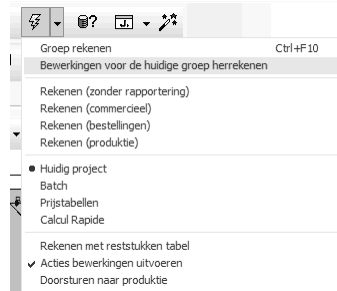 Groep rekenen Ctrl+F10
Bewerkingen voor de huidige groep herrekenen
Rekenen (zonder rapportering)
Rekenen (commercieel)
Rekenen (bestellingen)
Rekenen (produktie)
Huidig project
Batch
Prijstabellen
Calcul Rapide
Rekenen met reststukken tabel
Acties bewerkingen uitvoeren
Doorsturen naar produktie